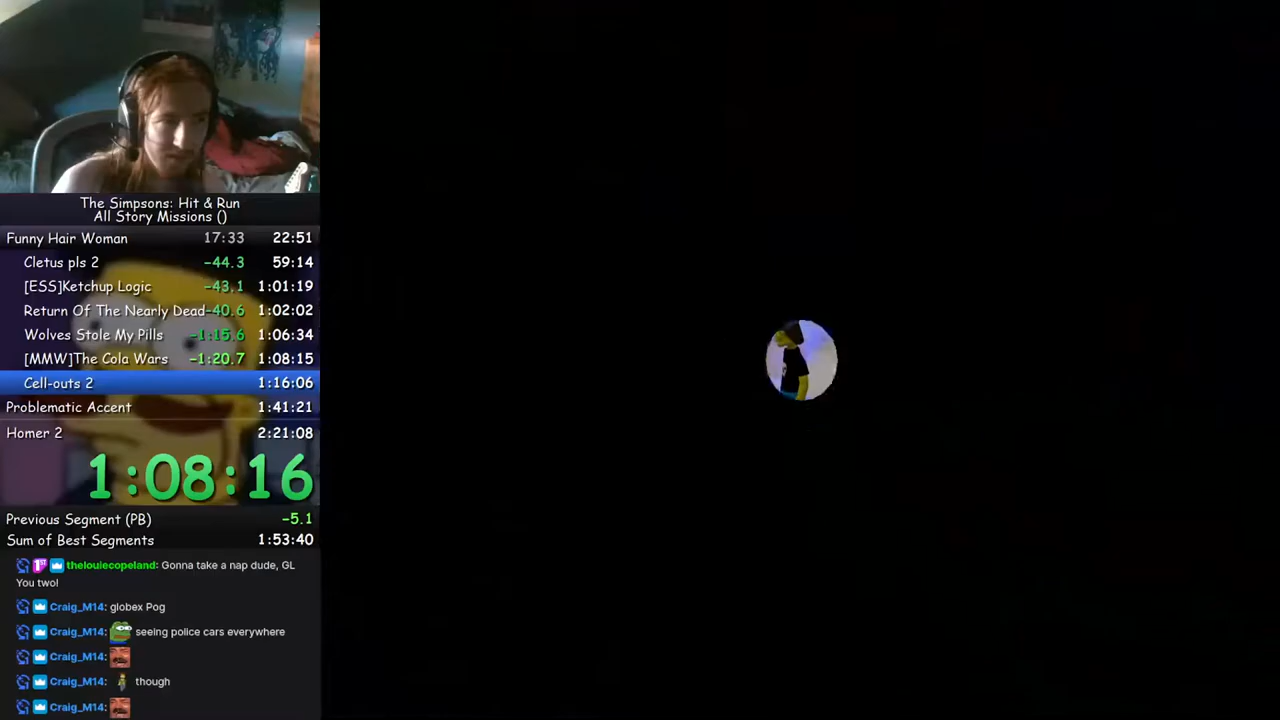 The Simpsons: Hit & Run
All Story Missions ()
Funny Hair Woman 17:33 22:51
Cletus pls 2 -44.3 59:14
[ESS]Ketchup Logic -43.1 1:01:19
Return Of The Nearly Dead -40.6 1:02:02
Wolves Stole My Pills -1:15.6 1:06:34
[MMW]The Cola Wars -1:20.7 1:08:15
Cell-outs 2 1:16:06
Problematic Accent 1:41:21
Homer 2 2:21:08
1:08:16
Previous Segment (PB) -5.1
Sum of Best Segments 1:53:40
thelouiecopeland: Gonna take a nap dude, GL
You two!
Craig_M14: globex Pog
Craig_M14: seeing police cars everywhere
Craig_M14:
Craig_M14: though
Craig_M14: